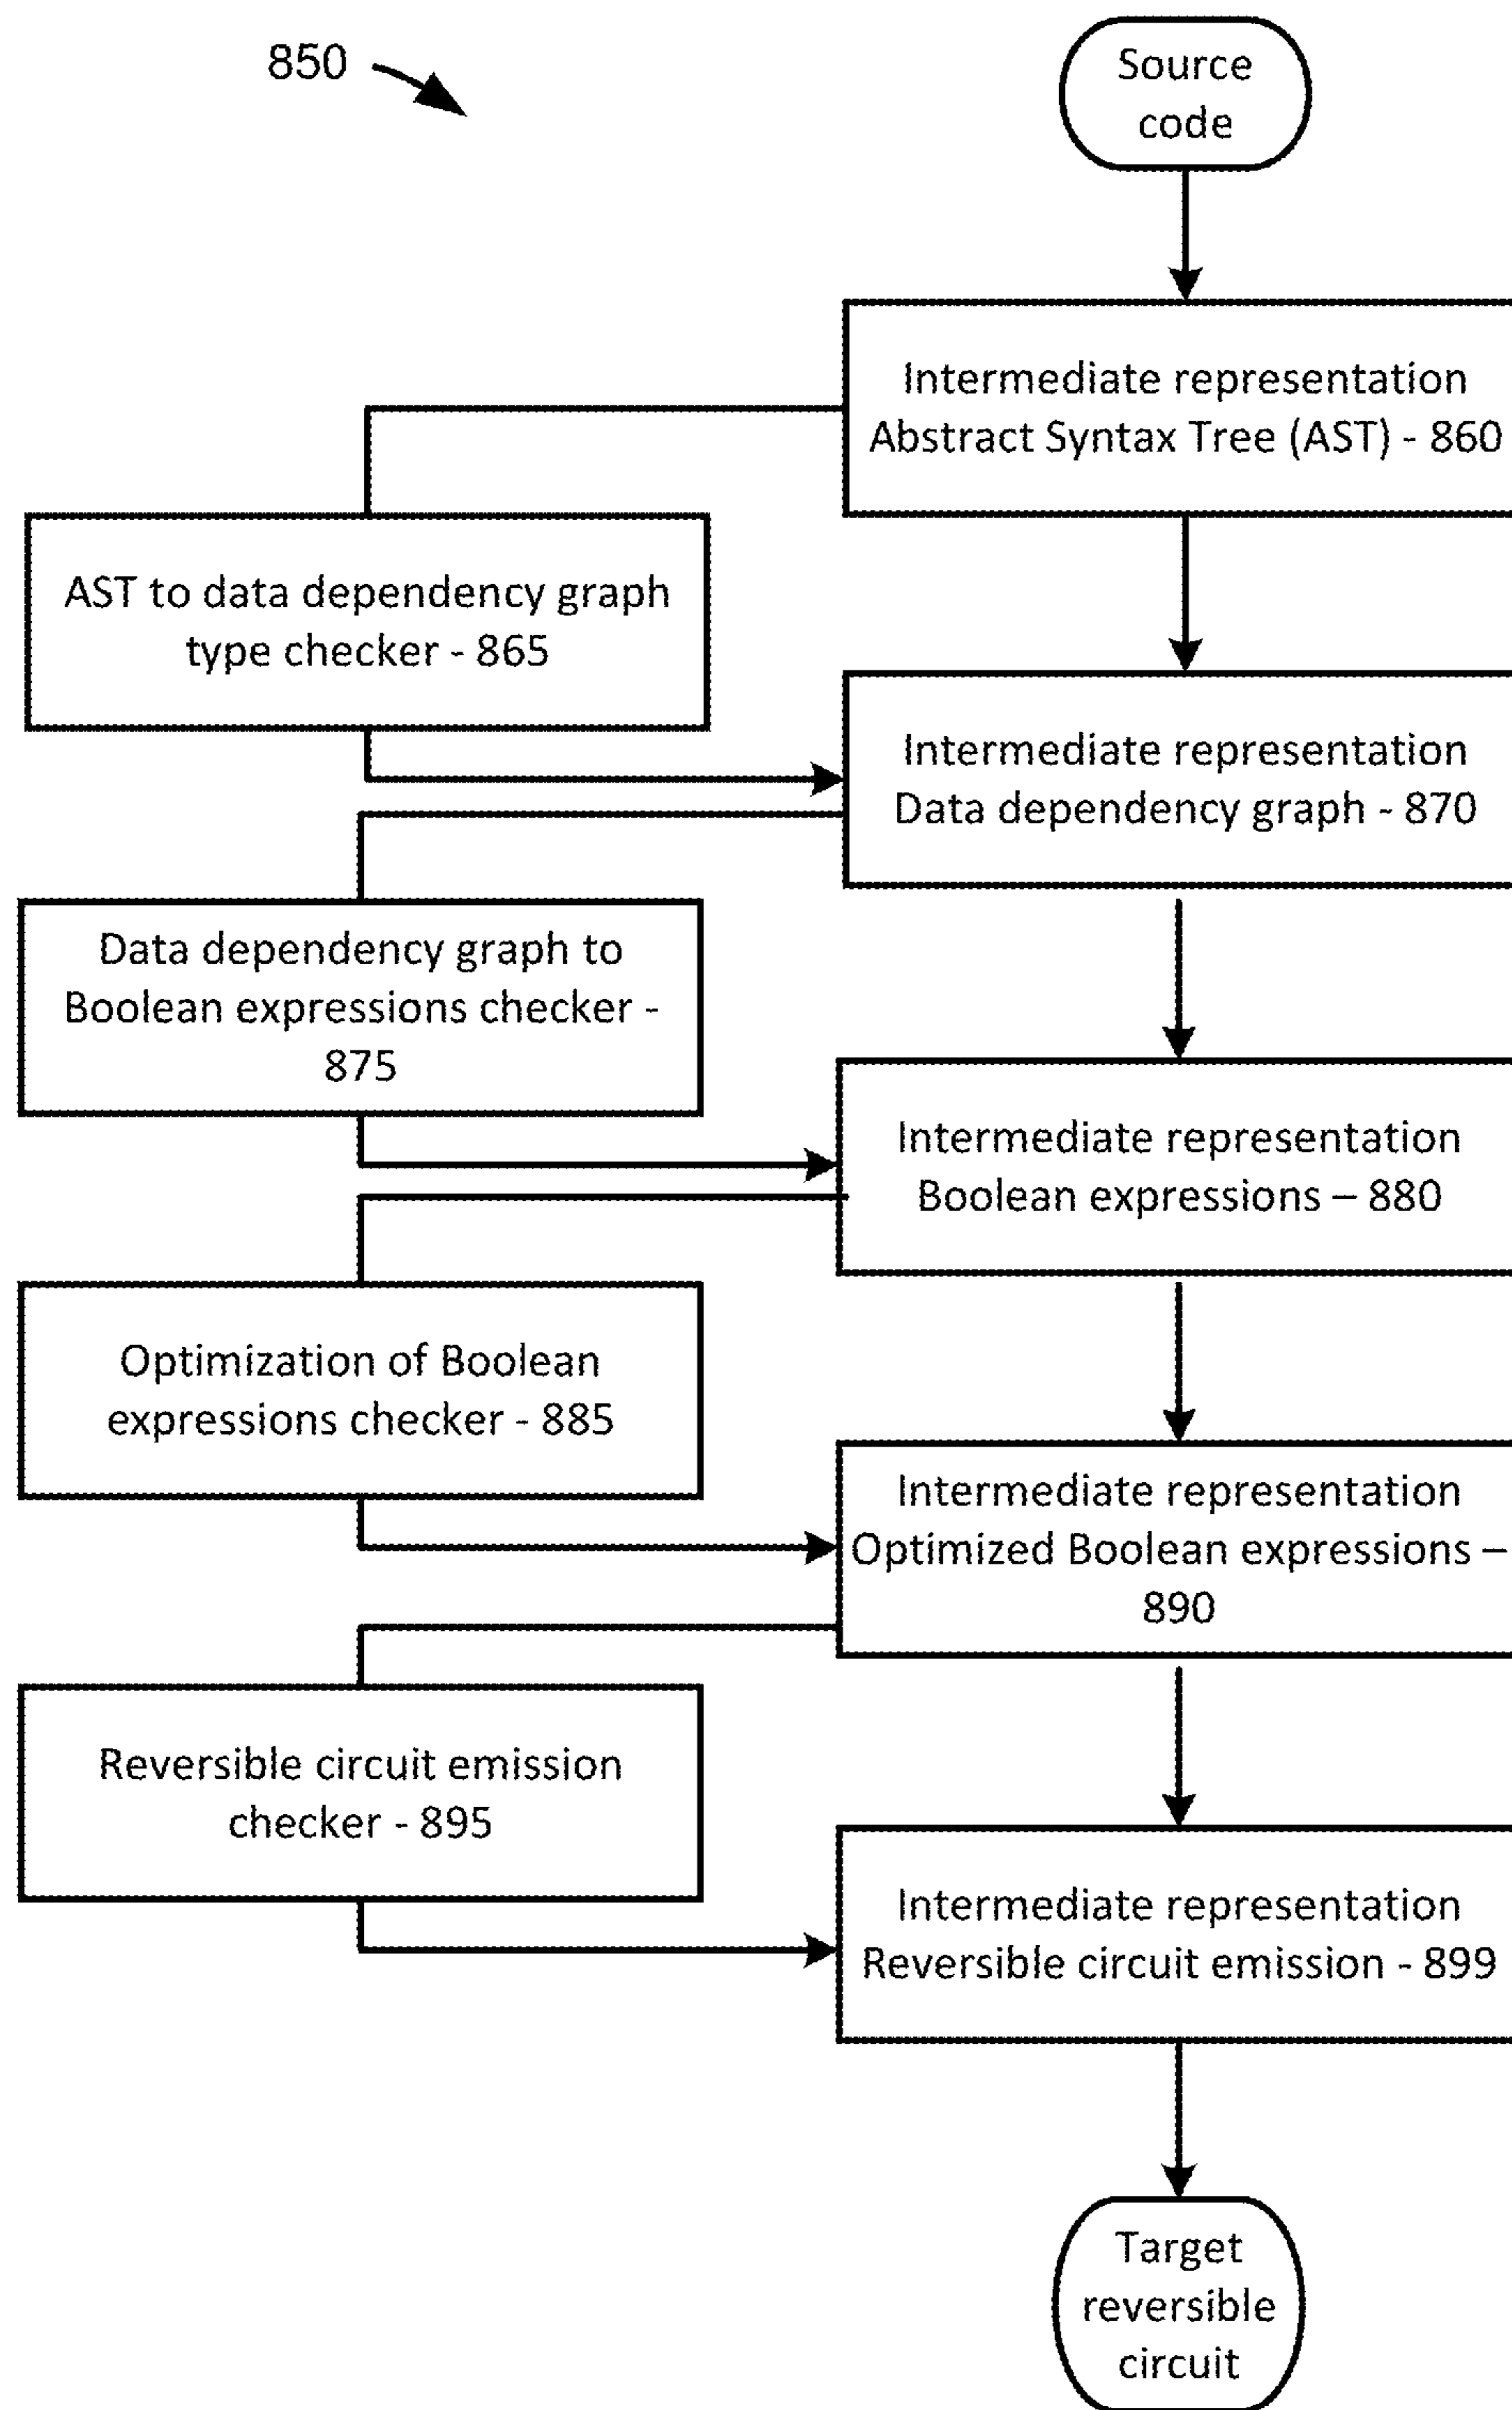 850
Source
code
Intermediate representation
Abstract Syntax Tree (AST) - 860
AST to data dependency graph
type checker - 865
Intermediate representation
Data dependency graph - 870
Data dependency graph to
Boolean expressions checker -
875
Intermediate representation
Boolean expressions – 880
Optimization of Boolean
expressions checker - 885
Intermediate representation
Optimized Boolean expressions –
890
Reversible circuit emission
checker - 895
Intermediate representation
Reversible circuit emission - 899
Target
reversible
circuit